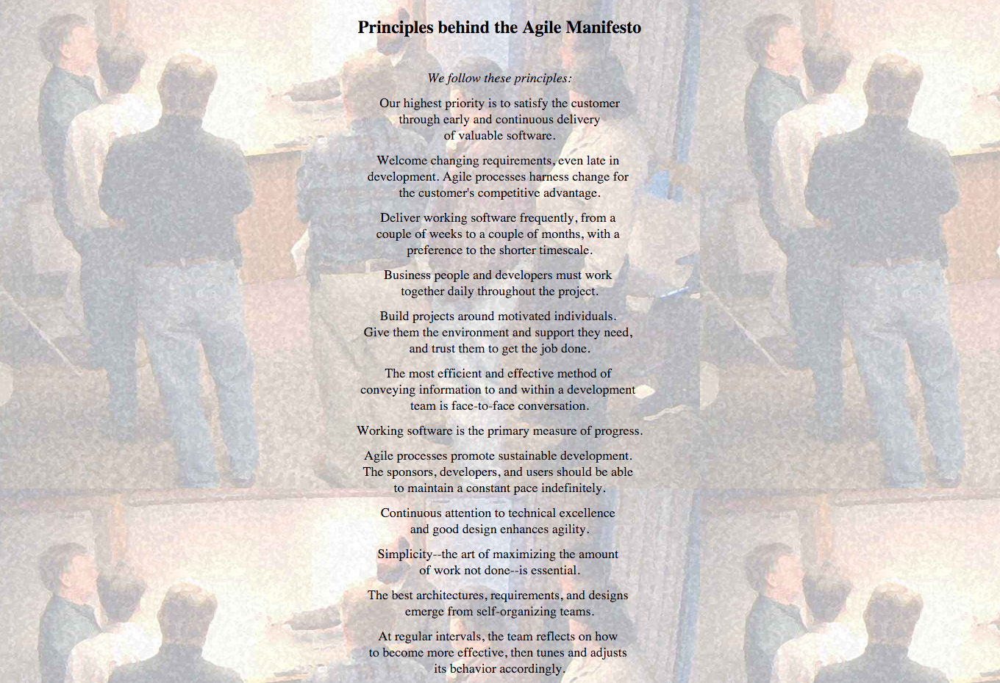 Principles behind the Agile Manifesto
We follow these principles:
Our highest priority is to satisfy the customer
through early and continuous delivery
of valuable software.
Welcome changing requirements, even late in
development. Agile processes harness change for
the customer's competitive advantage.
Deliver working software frequently, from a
couple of weeks to a couple of months, with a
preference to the shorter timescale.
Business people and developers must work
together daily throughout the project.
Build projects around motivated individuals.
Give them the environment and support they need,
and trust them to get the job done.
The most efficient and effective method of
conveying information to and within a development
team is face-to-face conversation.
Working software is the primary measure of progress.
Agile processes promote sustainable development.
The sponsors, developers, and users should be able
to maintain a constant pace indefinitely.
Continuous attention to technical excellence
and good design enhances agility.
Simplicity--the art of maximizing the amount
of work not done--is essential.
The best architectures, requirements, and designs
emerge from self-organizing teams.
At regular intervals, the team reflects on how
to become more effective, then tunes and adjusts
its behavior accordingly.